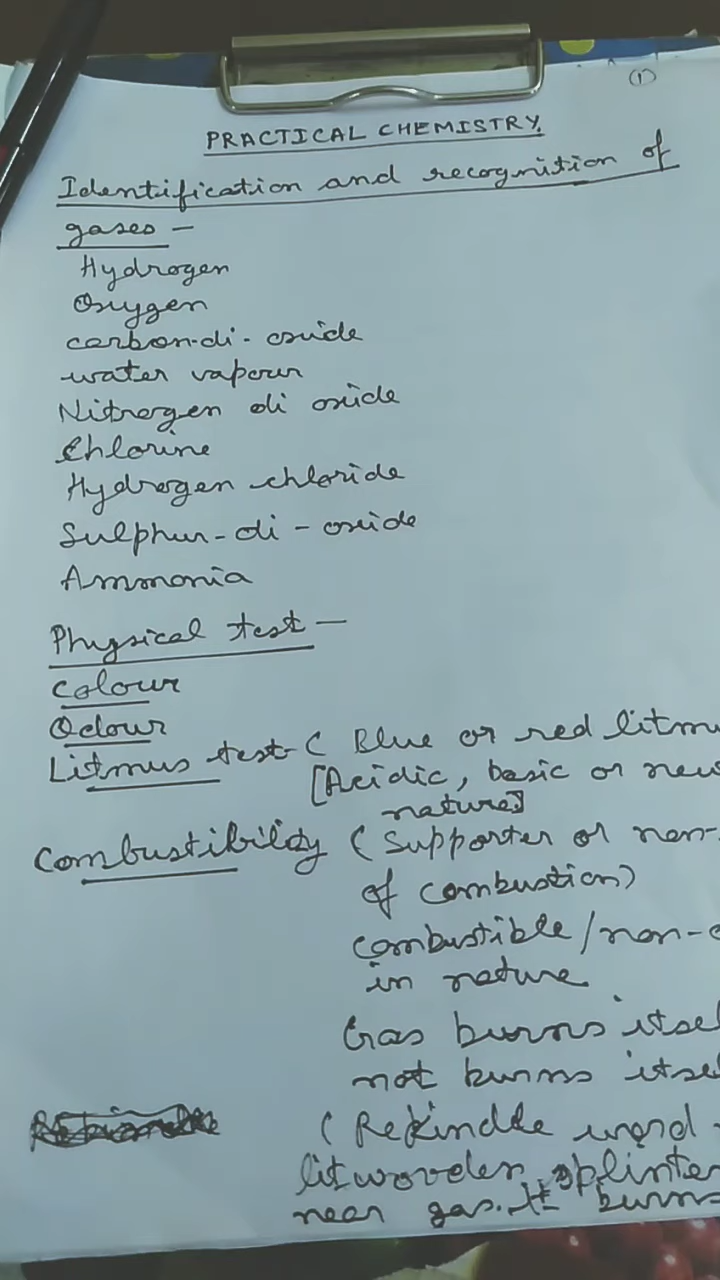 (1)
PRACTICAL CHEMISTRY.
Identification and recognition of
gases -
Hydrogen
Oxygen
carbon-di-oxide
water vapour
Nitrogen di oxide
Chlorine
Hydrogen chloride
Sulphur-di-oxide
Ammonia
Physical test -
Colour
Odour
Litmus test- ( Blue or red litmu
[Acidic, basic or neu
nature]
Combustibility ( Supporter or non-
of combustion)
combustible/non-c
in nature
Gas burns itsel
not burns itse
( Rekindle word
lit wooden splinte
near gas. It burns